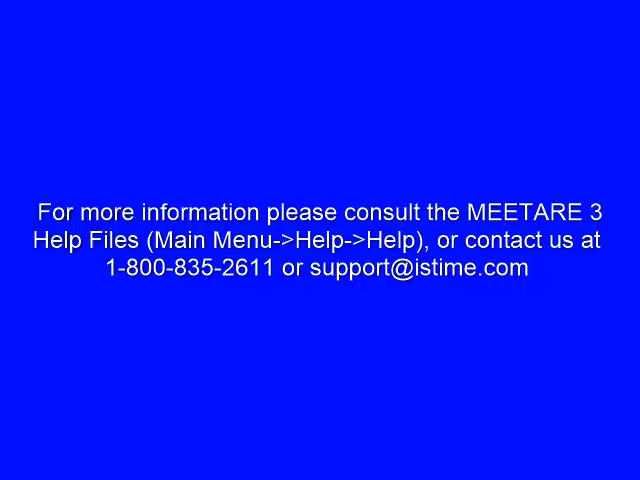 For more information please consult the MEETARE 3
Help Files (Main Menu->Help->Help), or contact us at
1-800-835-2611 or support@istime.com